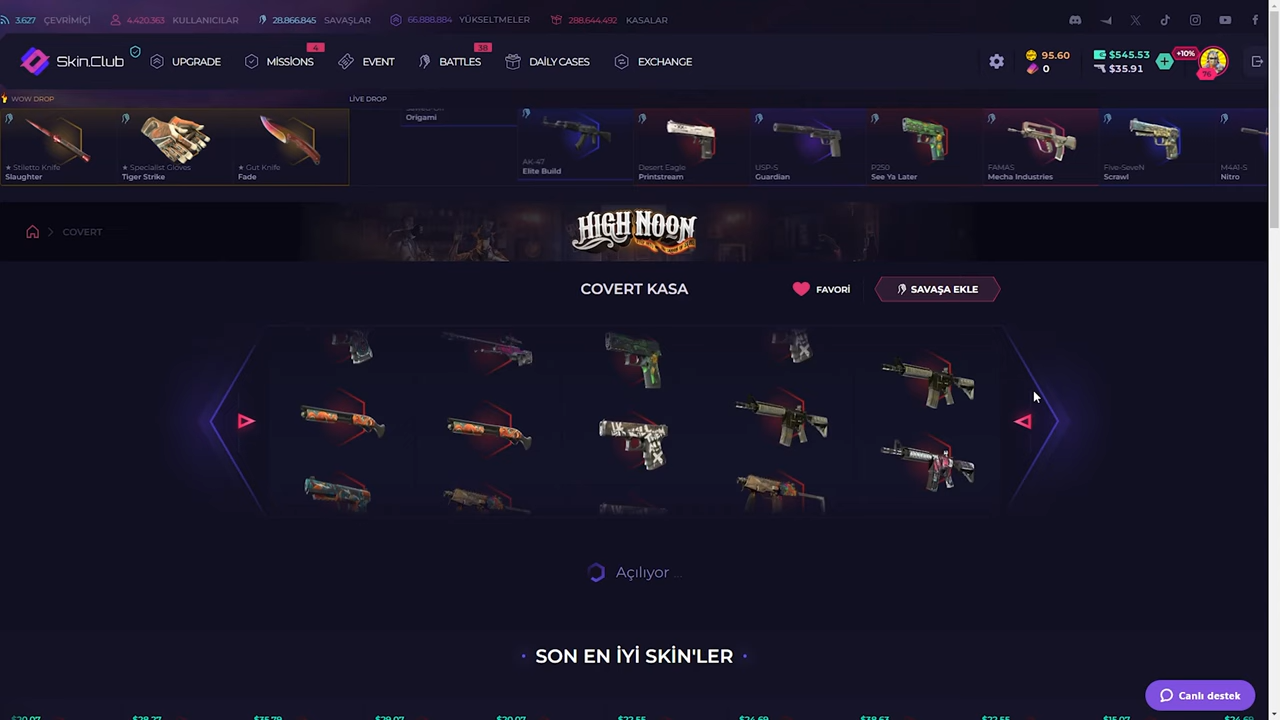 3.627 ÇEVRİMİÇİ 4.420.363 KULLANICILAR 28.866.845 SAVAŞLAR 66.888.884 YÜKSELTMELER 288.644.492 KASALAR
Skin.Club UPGRADE MISSIONS 4 EVENT BATTLES 38 DAILY CASES EXCHANGE 95.60 $545.53 +10%
0 $35.91 76
WOW DROP LİVE DROP
Origami
★ Stiletto Knife ★ Specialist Gloves ★ Gut Knife AK-47 Desert Eagle USP-S P250 FAMAS Five-SeveN M4A1-S
Slaughter Tiger Strike Fade Elite Build Printstream Guardian See Ya Later Mecha Industries Scrawl Nitro
HIGH NOON
COVERT
COVERT KASA FAVORİ SAVAŞA EKLE
Açılıyor ...
SON EN İYİ SKİN'LER
Canlı destek